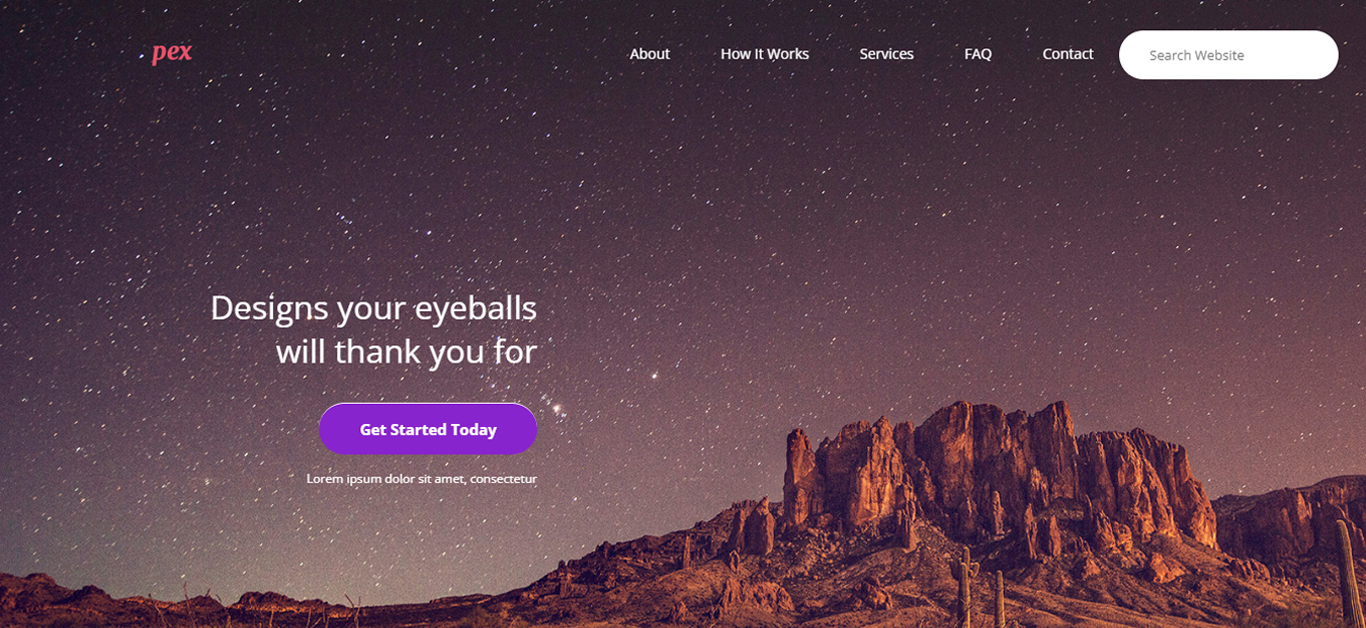 pex
About
How It Works
Services
FAQ
Contact
Search Website
Designs your eyeballs
will thank you for
Get Started Today
Lorem ipsum dolor sit amet, consectetur